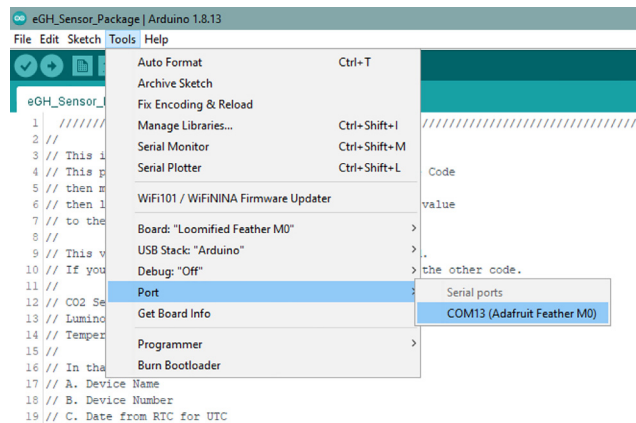 eGH_Sensor_Package | Arduino 1.8.13
File Edit Sketch Tools Help
Auto Format Ctrl+T
Archive Sketch
Fix Encoding & Reload
Manage Libraries... Ctrl+Shift+I
Serial Monitor Ctrl+Shift+M
Serial Plotter Ctrl+Shift+L
WiFi101 / WiFiNINA Firmware Updater
Board: "Loomified Feather M0"
USB Stack: "Arduino"
Debug: "Off"
Port
Get Board Info
Programmer
Burn Bootloader
Serial ports
COM13 (Adafruit Feather M0)
eGH_Sensor_
1 /////// ////////////////////////////////
2 //
3 // This i
4 // This p Code
5 // then m
6 // then l value
7 // to the
8 //
9 // This v .
10 // If you the other code.
11 //
12 // CO2 Se
13 // Lumino
14 // Temper
15 //
16 // In tha
17 // A. Device Name
18 // B. Device Number
19 // C. Date from RTC for UTC